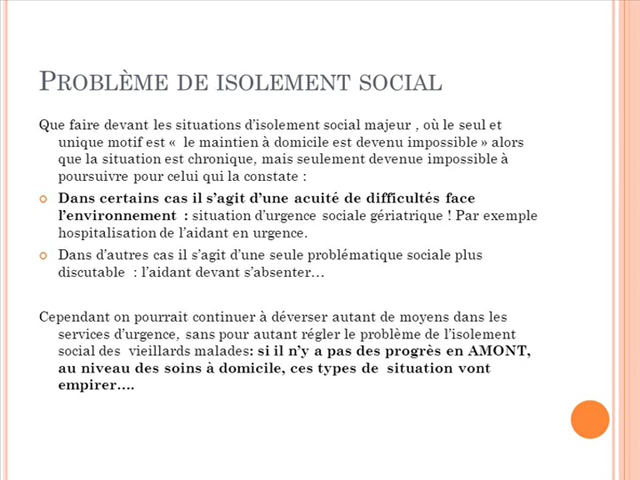 PROBLÈME DE ISOLEMENT SOCIAL
Que faire devant les situations d'isolement social majeur , où le seul et
unique motif est « le maintien à domicile est devenu impossible » alors
que la situation est chronique, mais seulement devenue impossible à
poursuivre pour celui qui la constate :
Dans certains cas il s'agit d'une acuité de difficultés face
l'environnement : situation d'urgence sociale gériatrique ! Par exemple
hospitalisation de l'aidant en urgence.
Dans d'autres cas il s'agit d'une seule problématique sociale plus
discutable : l'aidant devant s'absenter…
Cependant on pourrait continuer à déverser autant de moyens dans les
services d'urgence, sans pour autant régler le problème de l'isolement
social des vieillards malades: si il n'y a pas des progrès en AMONT,
au niveau des soins à domicile, ces types de situation vont
empirer….